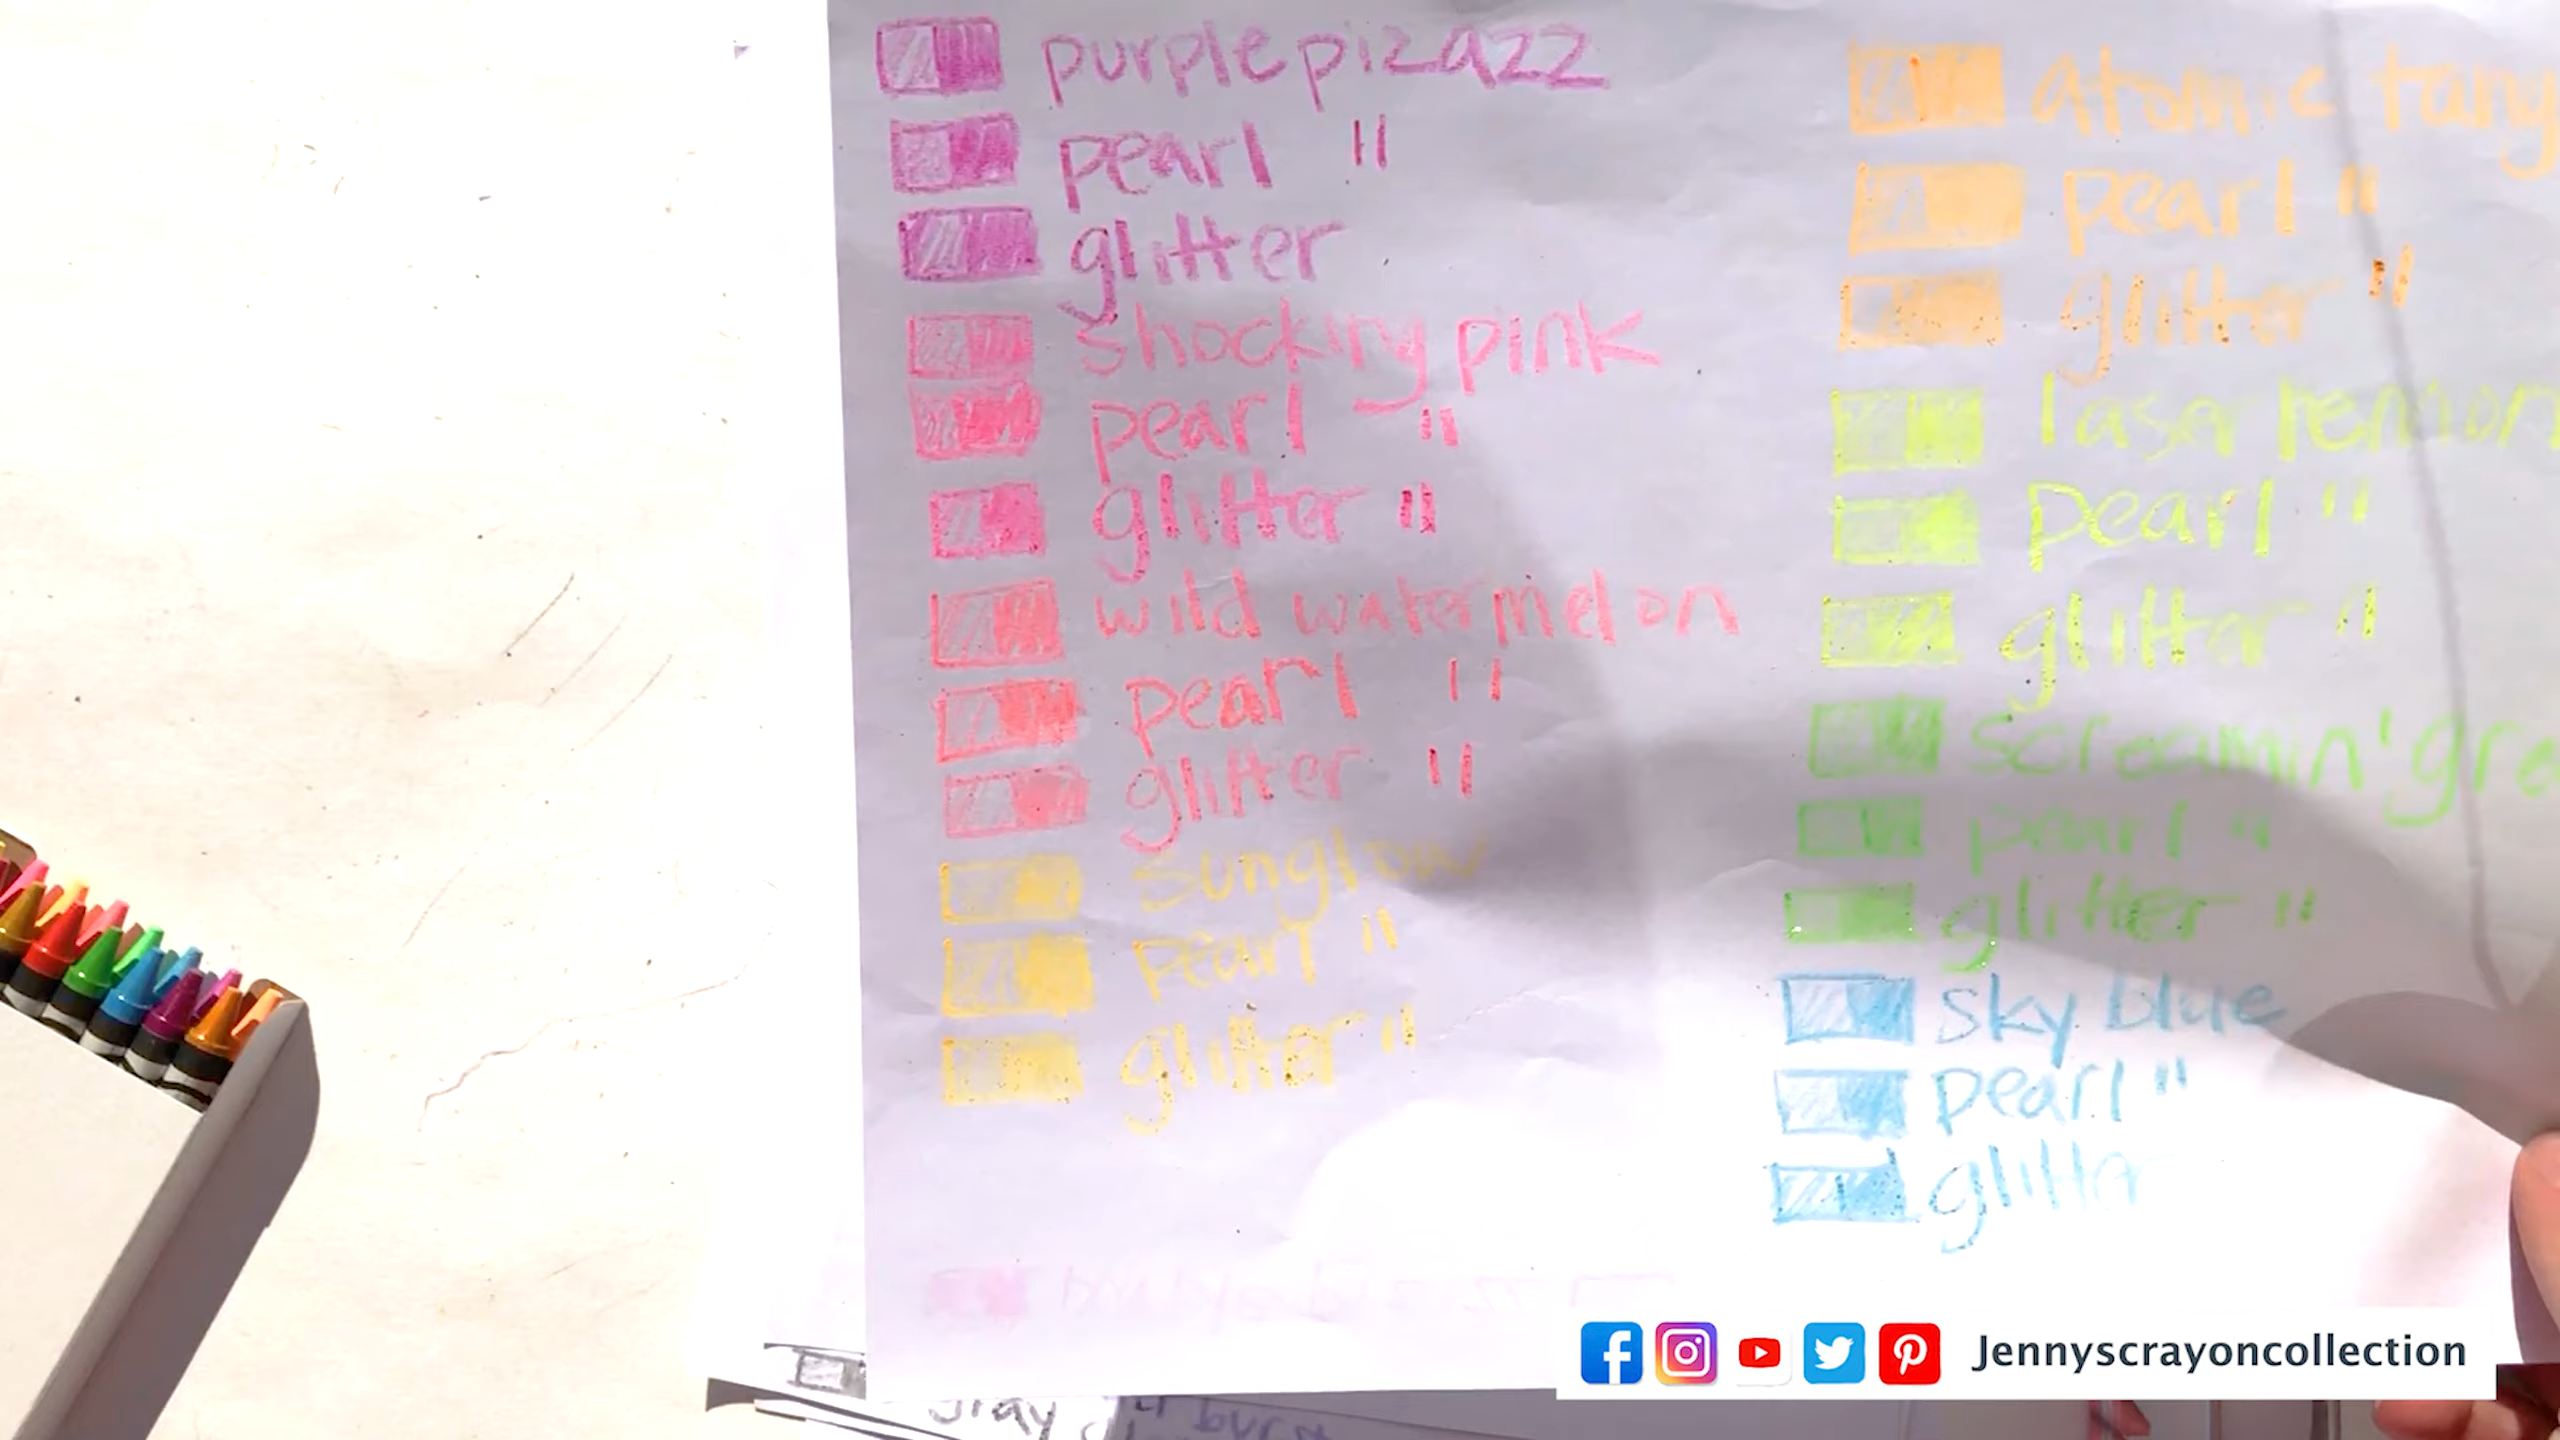 purple pizazz
pearl "
glitter
shocking pink
pearl "
glitter "
wild watermelon
pearl "
glitter "
sunglow
pearl "
glitter "
atomic tang
pearl "
glitter "
laser lemon
pearl "
glitter "
screamin' gre
pearl "
glitter "
sky blue
pearl "
glitter
Jennyscrayoncollection
gray